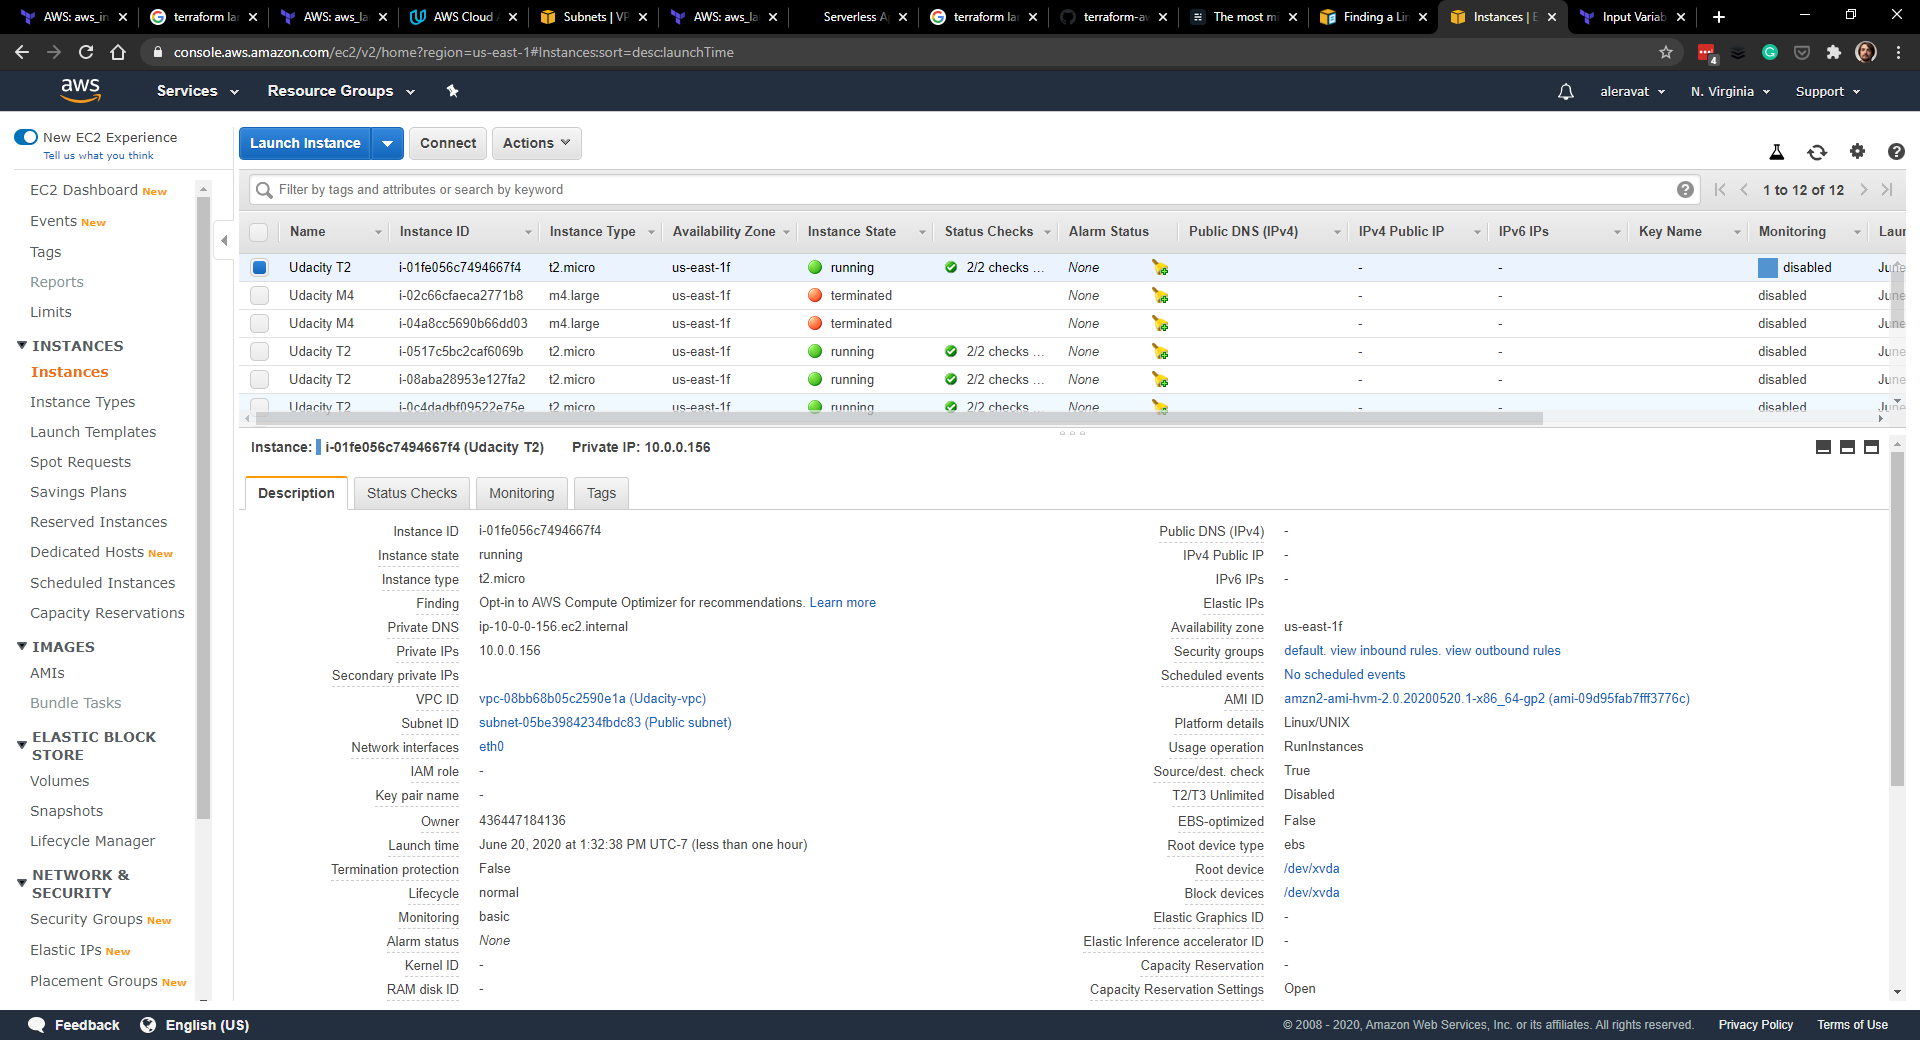 AWS: aws_in
terraform la
AWS: aws_la
AWS Cloud A
Subnets | VP
AWS: aws_la
Serverless Ap
terraform la
terraform-aw
The most mi
Finding a Lin
Instances | E
Input Variab
console.aws.amazon.com/ec2/v2/home?region=us-east-1#Instances:sort=desc:launchTime
4
aws
Services
Resource Groups
aleravat
N. Virginia
Support
New EC2 Experience
Tell us what you think
EC2 Dashboard New
Events New
Tags
Reports
Limits
INSTANCES
Instances
Instance Types
Launch Templates
Spot Requests
Savings Plans
Reserved Instances
Dedicated Hosts New
Scheduled Instances
Capacity Reservations
IMAGES
AMIs
Bundle Tasks
ELASTIC BLOCK
STORE
Volumes
Snapshots
Lifecycle Manager
NETWORK &
SECURITY
Security Groups New
Elastic IPs New
Placement Groups New
Launch Instance
Connect
Actions
Filter by tags and attributes or search by keyword
1 to 12 of 12
Name Instance ID Instance Type Availability Zone Instance State Status Checks Alarm Status Public DNS (IPv4) IPv4 Public IP IPv6 IPs Key Name Monitoring Laun
Udacity T2 i-01fe056c7494667f4 t2.micro us-east-1f running 2/2 checks ... None - - disabled June
Udacity M4 i-02c66cfaeca2771b8 m4.large us-east-1f terminated None - - disabled June
Udacity M4 i-04a8cc5690b66dd03 m4.large us-east-1f terminated None - - disabled June
Udacity T2 i-0517c5bc2caf6069b t2.micro us-east-1f running 2/2 checks ... None - - disabled June
Udacity T2 i-08aba28953e127fa2 t2.micro us-east-1f running 2/2 checks ... None - - disabled June
Udacity T2 i-0c4dadbf09522e75e t2.micro us-east-1f running 2/2 checks ... None - - disabled June
Instance: i-01fe056c7494667f4 (Udacity T2) Private IP: 10.0.0.156
Description
Status Checks
Monitoring
Tags
Instance ID i-01fe056c7494667f4
Instance state running
Instance type t2.micro
Finding Opt-in to AWS Compute Optimizer for recommendations. Learn more
Private DNS ip-10-0-0-156.ec2.internal
Private IPs 10.0.0.156
Secondary private IPs
VPC ID vpc-08bb68b05c2590e1a (Udacity-vpc)
Subnet ID subnet-05be3984234fbdc83 (Public subnet)
Network interfaces eth0
IAM role -
Key pair name -
Owner 436447184136
Launch time June 20, 2020 at 1:32:38 PM UTC-7 (less than one hour)
Termination protection False
Lifecycle normal
Monitoring basic
Alarm status None
Kernel ID -
RAM disk ID -
Public DNS (IPv4) -
IPv4 Public IP -
IPv6 IPs -
Elastic IPs
Availability zone us-east-1f
Security groups default. view inbound rules. view outbound rules
Scheduled events No scheduled events
AMI ID amzn2-ami-hvm-2.0.20200520.1-x86_64-gp2 (ami-09d95fab7fff3776c)
Platform details Linux/UNIX
Usage operation RunInstances
Source/dest. check True
T2/T3 Unlimited Disabled
EBS-optimized False
Root device type ebs
Root device /dev/xvda
Block devices /dev/xvda
Elastic Graphics ID -
Elastic Inference accelerator ID -
Capacity Reservation -
Capacity Reservation Settings Open
Feedback
English (US)
© 2008 - 2020, Amazon Web Services, Inc. or its affiliates. All rights reserved.
Privacy Policy
Terms of Use